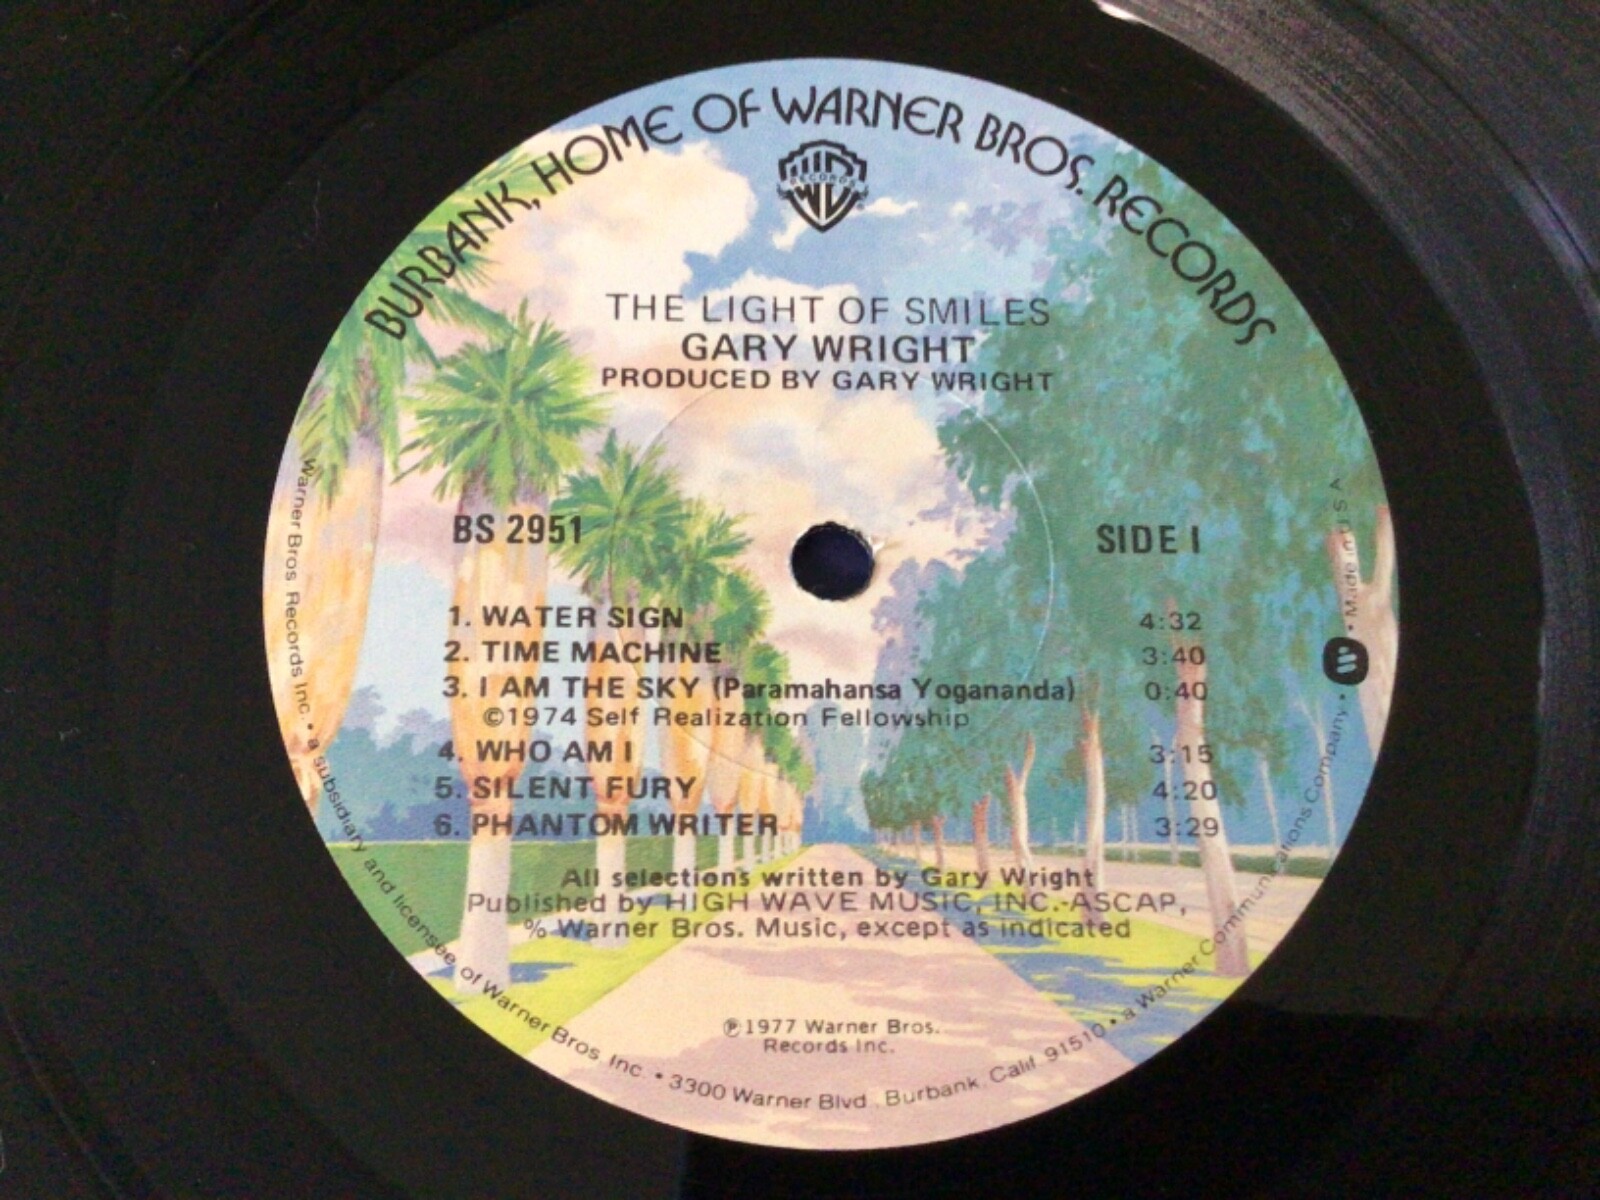 BURBANK, HOME OF WARNER BROS. RECORDS
RECORDS
THE LIGHT OF SMILES
GARY WRIGHT
PRODUCED BY GARY WRIGHT
BS 2951
SIDE I
1. WATER SIGN 4:32
2. TIME MACHINE 3:40
3. I AM THE SKY (Paramahansa Yogananda) 0:40
©1974 Self Realization Fellowship
4. WHO AM I 3:15
5. SILENT FURY 4:20
6. PHANTOM WRITER 3:29
All selections written by Gary Wright
Published by HIGH WAVE MUSIC, INC.-ASCAP,
% Warner Bros. Music, except as indicated
℗1977 Warner Bros.
Records Inc.
Warner Bros. Records Inc. • a subsidiary and licensee of Warner Bros. Inc. • 3300 Warner Blvd., Burbank, Calif. 91510 • a Warner Communications Company • Made in U S A